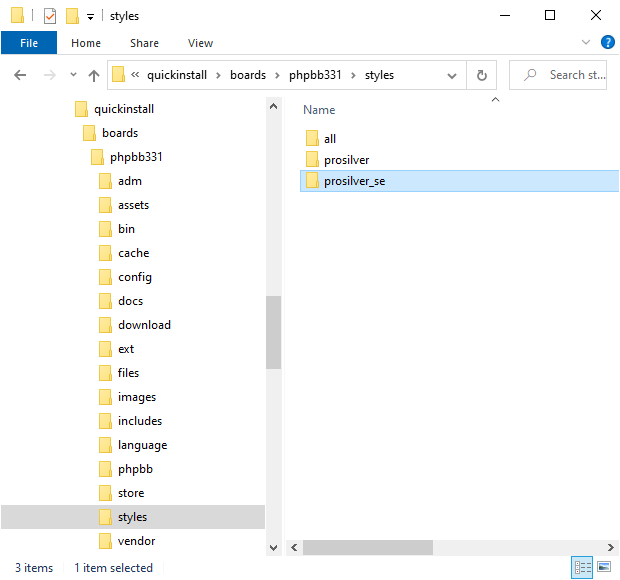 styles
File Home Share View
« quickinstall > boards > phpbb331 > styles Search st...
quickinstall
boards
phpbb331
adm
assets
bin
cache
config
docs
download
ext
files
images
includes
language
phpbb
store
styles
vendor
Name
all
prosilver
prosilver_se
3 items 1 item selected